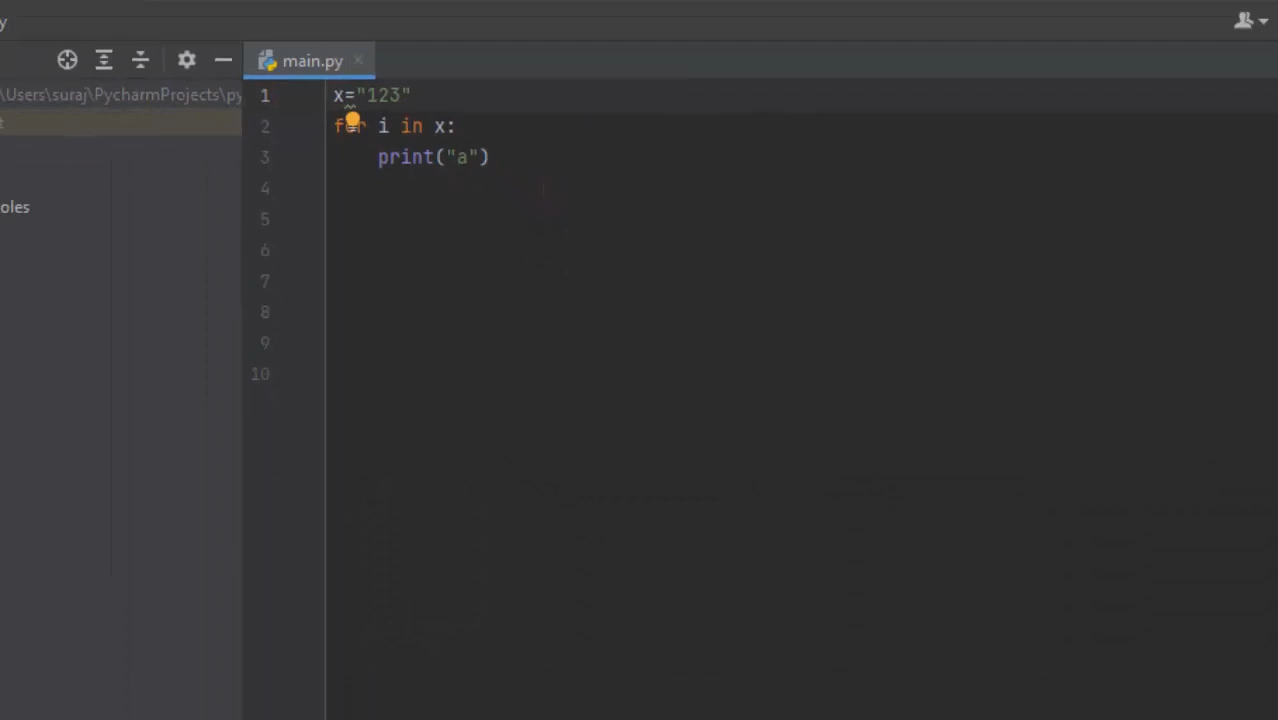 y
main.py
\Users\suraj\PycharmProjects\py
t
oles
1 x="123"
2 for i in x:
3 print("a")
4
5
6
7
8
9
10